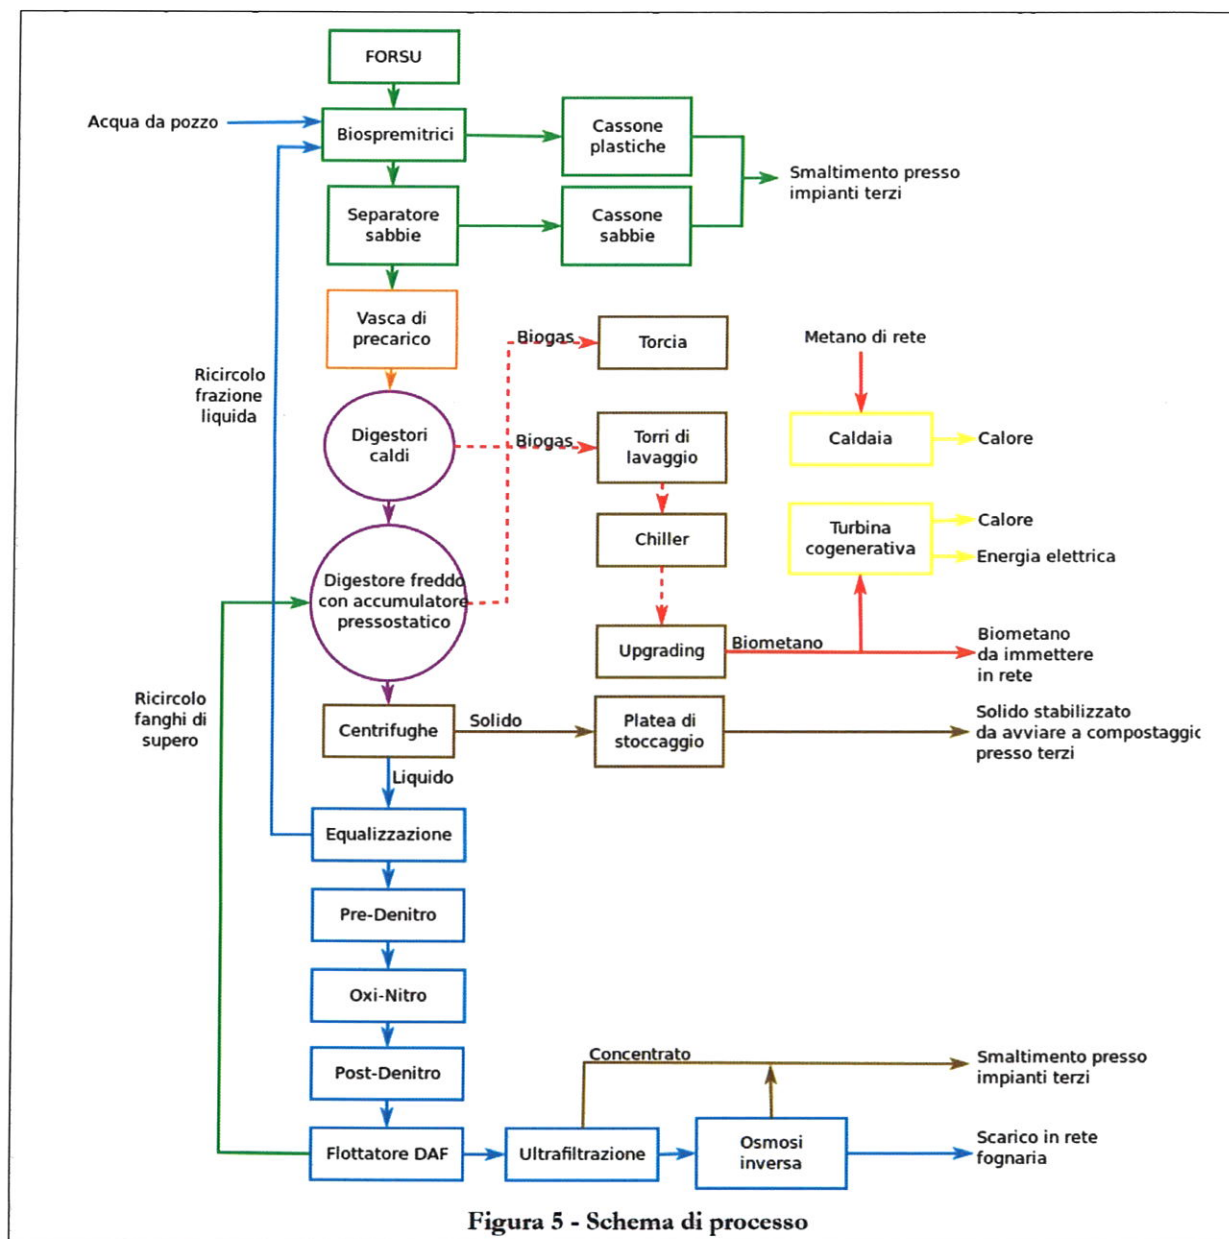 FORSU
Acqua da pozzo
Biospremitrici
Cassone
plastiche
Smaltimento presso
impianti terzi
Separatore
sabbie
Cassone
sabbie
Vasca di
precarico
Biogas
Torcia
Metano di rete
Ricircolo
frazione
liquida
Digestori
caldi
Biogas
Torri di
lavaggio
Caldaia
Calore
Chiller
Turbina
cogenerativa
Calore
Energia elettrica
Digestore freddo
con accumulatore
pressostatico
Upgrading
Biometano
Biometano
da immettere
in rete
Ricircolo
fanghi di
supero
Centrifughe
Solido
Platea di
stoccaggio
Solido stabilizzato
da avviare a compostaggio
presso terzi
Liquido
Equalizzazione
Pre-Denitro
Oxi-Nitro
Post-Denitro
Concentrato
Smaltimento presso
impianti terzi
Flottatore DAF
Ultrafiltrazione
Osmosi
inversa
Scarico in rete
fognaria
Figura 5 - Schema di processo